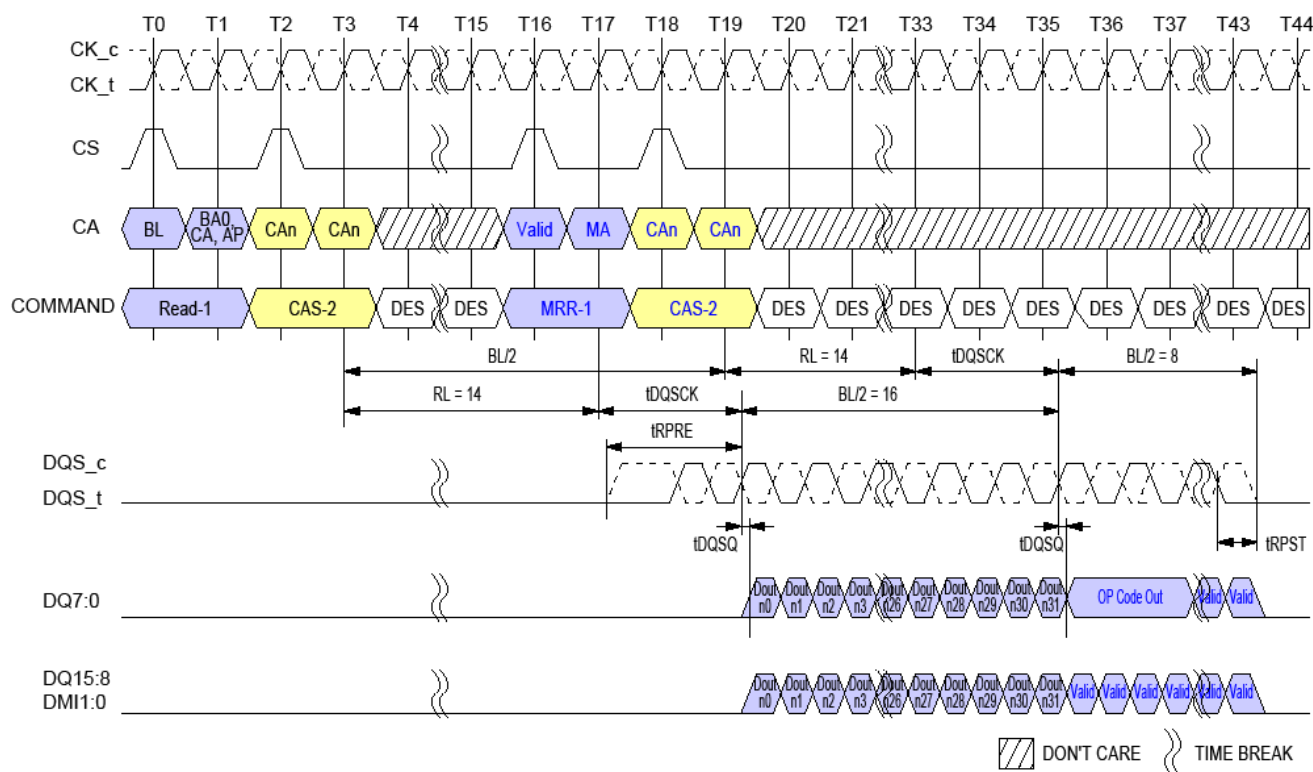 T0 T1 T2 T3 T4 T15 T16 T17 T18 T19 T20 T21 T33 T34 T35 T36 T37 T43 T44
CK_c
CK_t
CS
CA BL BA0, CA, AP CAn CAn Valid MA CAn CAn
COMMAND Read-1 CAS-2 DES DES MRR-1 CAS-2 DES DES DES DES DES DES DES DES DES
BL/2 RL = 14 tDQSCK BL/2 = 8
RL = 14 tDQSCK BL/2 = 16
tRPRE
DQS_c
DQS_t
tDQSQ tDQSQ tRPST
DQ7:0 Dout n0 Dout n1 Dout n2 Dout n3 Dout n26 Dout n27 Dout n28 Dout n29 Dout n30 Dout n31 OP Code Out Valid Valid
DQ15:8
DMI1:0 Dout n0 Dout n1 Dout n2 Dout n3 Dout n26 Dout n27 Dout n28 Dout n29 Dout n30 Dout n31 Valid Valid Valid Valid Valid Valid
DON'T CARE TIME BREAK